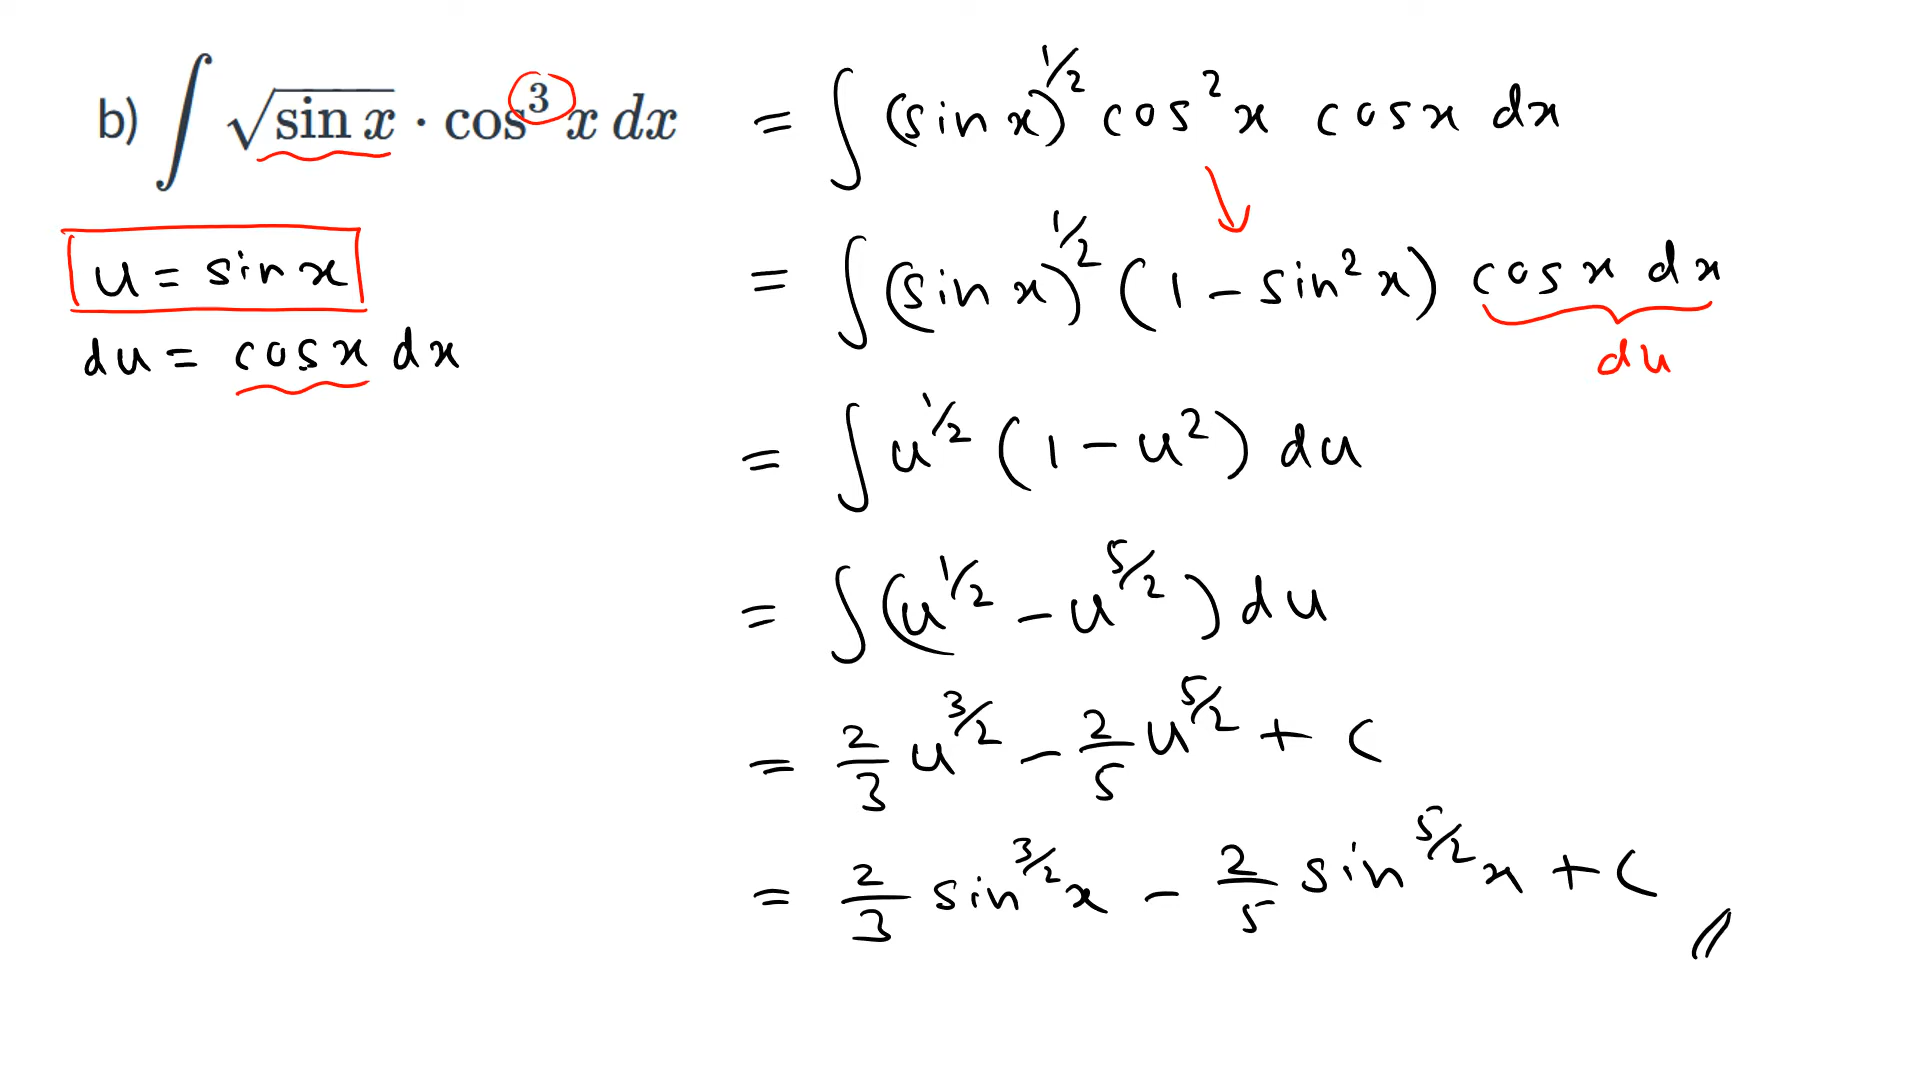 b) ∫ √(sin x) · cos³ x dx = ∫ (sin x)^{1/2} cos² x cos x dx
u = sin x
du = cos x dx
= ∫ (sin x)^{1/2} (1 − sin² x) cos x dx
du
= ∫ u^{1/2} (1 − u²) du
= ∫ (u^{1/2} − u^{5/2}) du
= 2/3 u^{3/2} − 2/5 u^{5/2} + c
= 2/3 sin^{3/2} x − 2/5 sin^{5/2} x + c